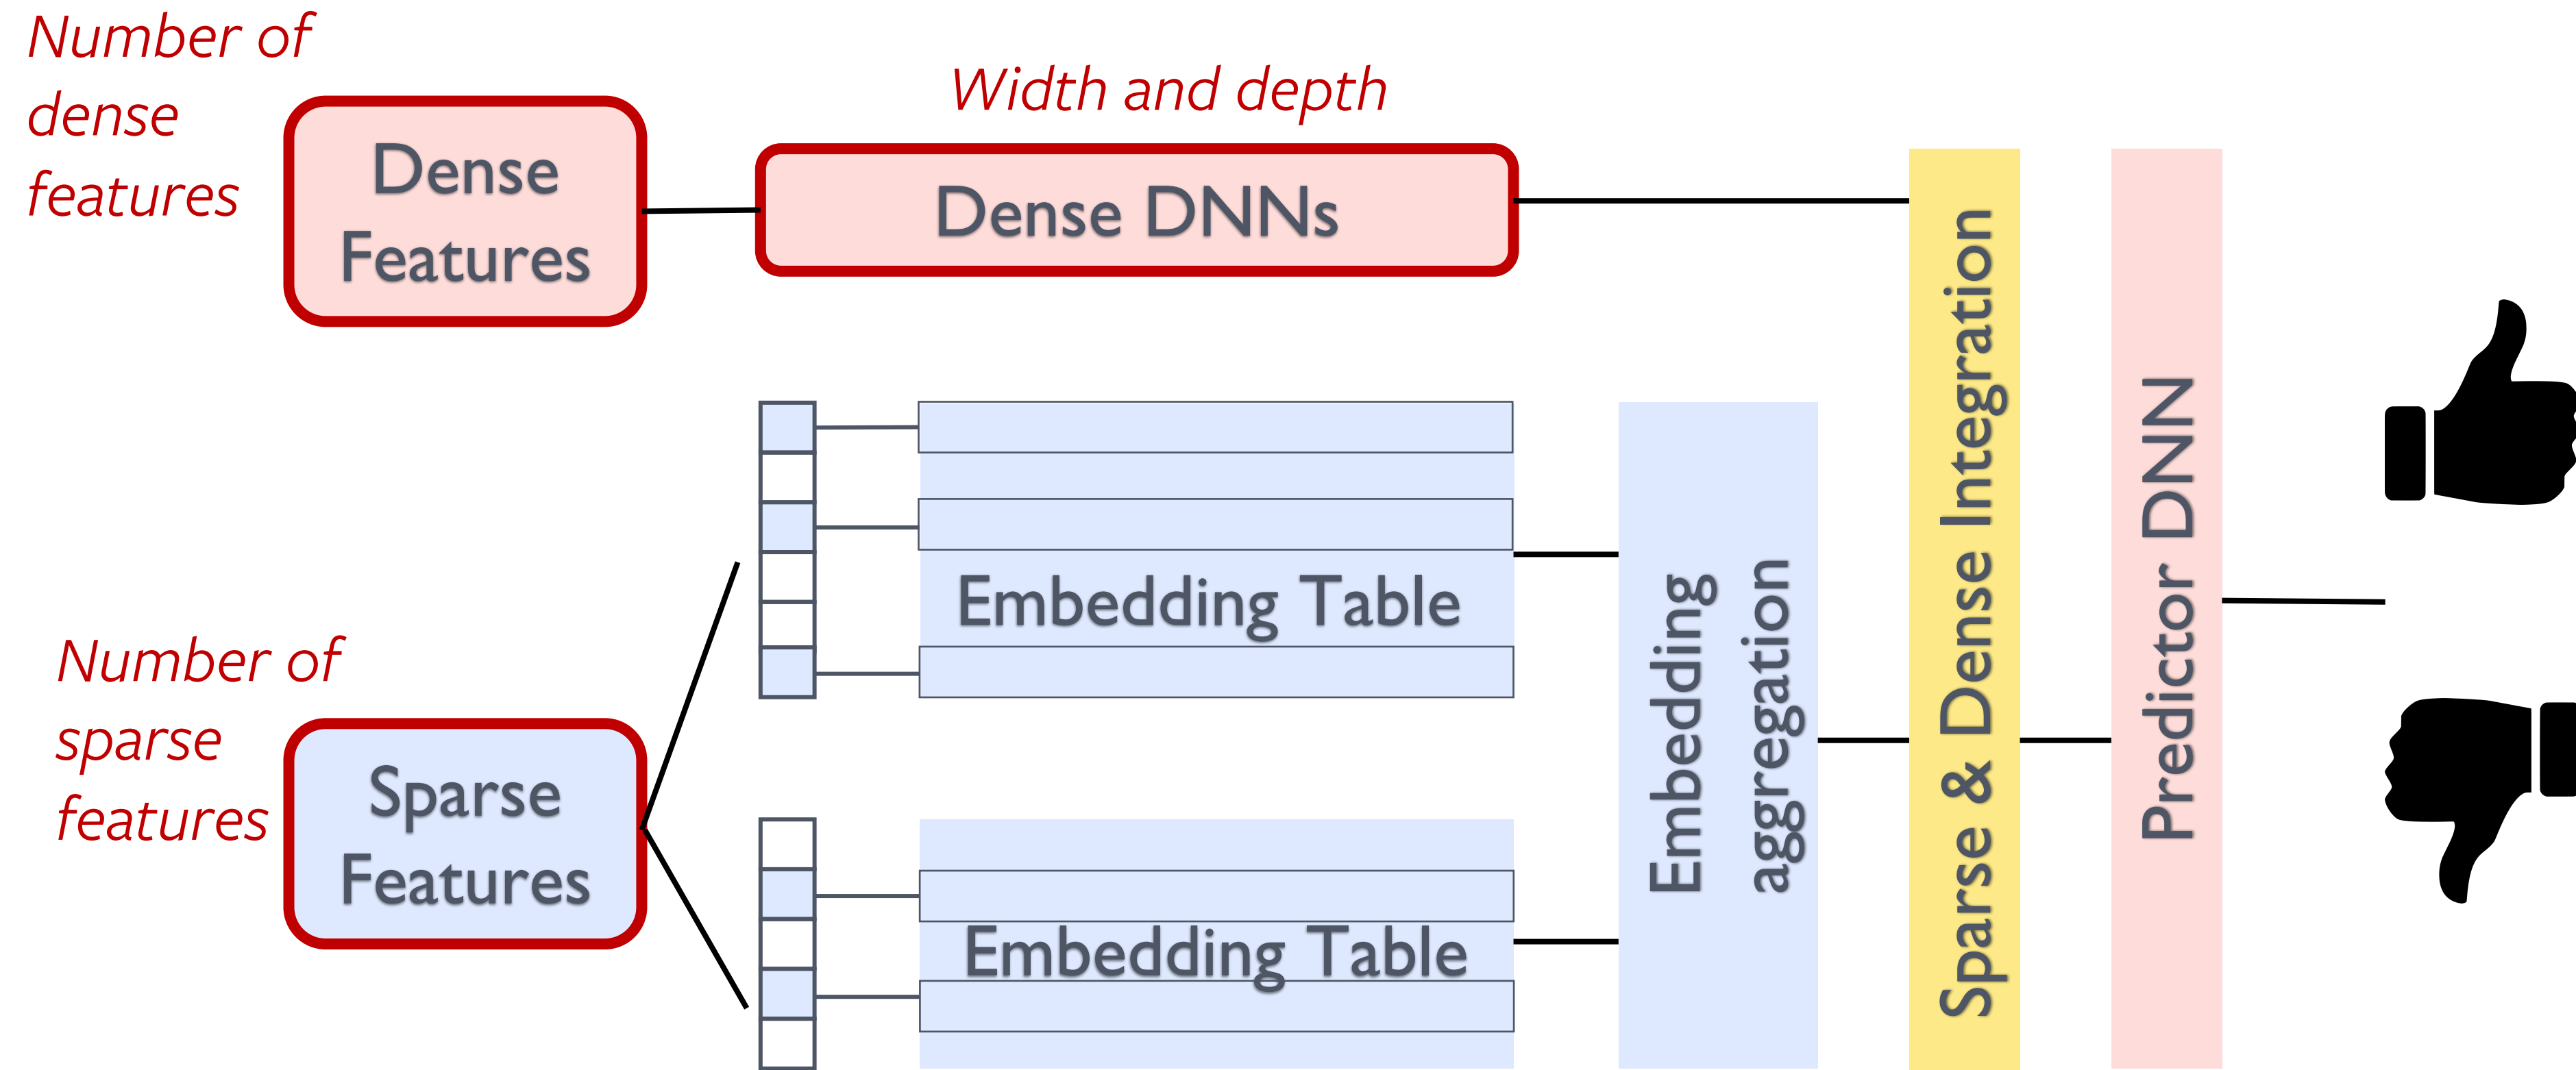 Number of
dense
features
Dense
Features
Width and depth
Dense DNNs
Number of
sparse
features
Sparse
Features
Embedding Table
Embedding Table
Embedding
aggregation
Sparse & Dense Integration
Predictor DNN